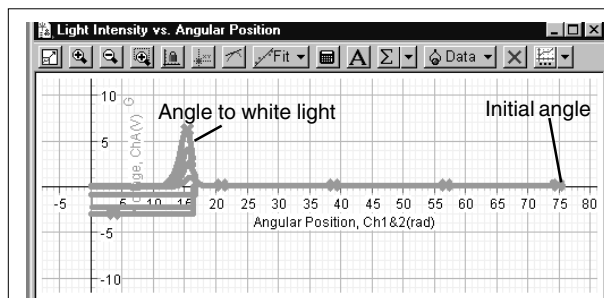 Light Intensity vs. Angular Position
Fit
A
Σ
Data
10
5
-5
-10
G
ge, ChA(V)
Angle to white light
Initial angle
-5 5 10 15 20 25 30 35 40 45 50 55 60 65 70 75 80
Angular Position, Ch1&2(rad)